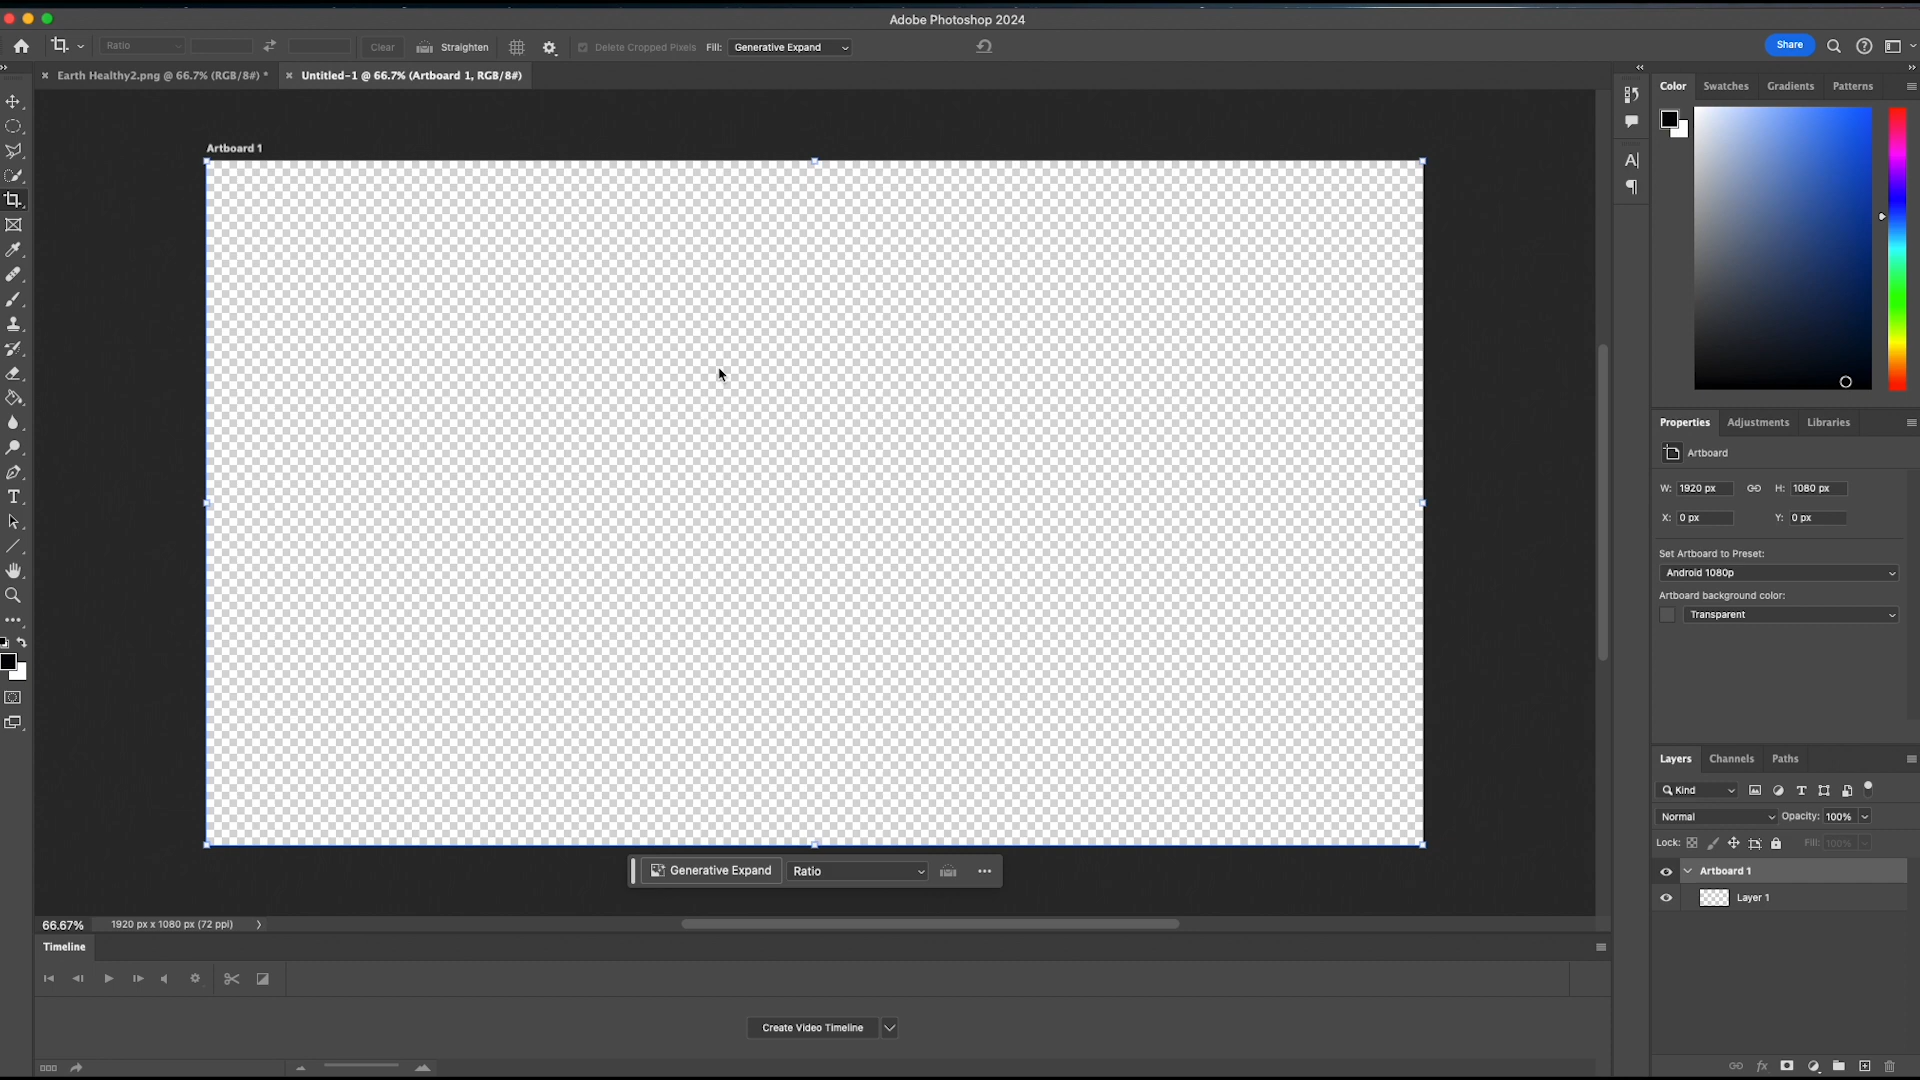 Adobe Photoshop 2024
Ratio Clear Straighten Delete Cropped Pixels Fill: Generative Expand Share
Earth Healthy2.png @ 66.7% (RGB/8#) * Untitled-1 @ 66.7% (Artboard 1, RGB/8#)
Color Swatches Gradients Patterns
Artboard 1
Properties Adjustments Libraries
Artboard
W: 1920 px H: 1080 px
X: 0 px Y: 0 px
Set Artboard to Preset:
Android 1080p
Artboard background color:
Transparent
Layers Channels Paths
Kind
Normal Opacity: 100%
Lock: Fill: 100%
Artboard 1
Layer 1
Generative Expand Ratio
66.67% 1920 px x 1080 px (72 ppi)
Timeline
Create Video Timeline